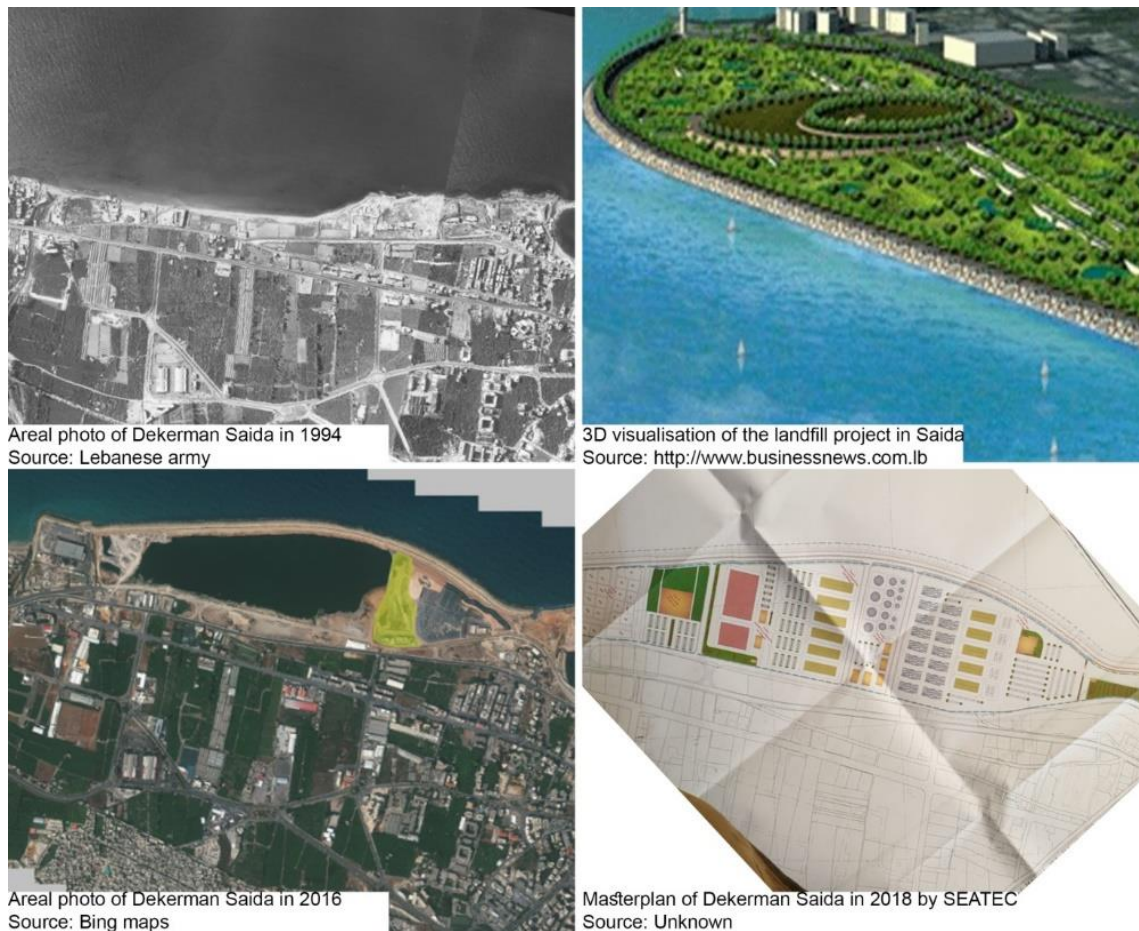 Areal photo of Dekerman Saida in 1994
Source: Lebanese army
3D visualisation of the landfill project in Saida
Source: http://www.businessnews.com.lb
Areal photo of Dekerman Saida in 2016
Source: Bing maps
Masterplan of Dekerman Saida in 2018 by SEATEC
Source: Unknown